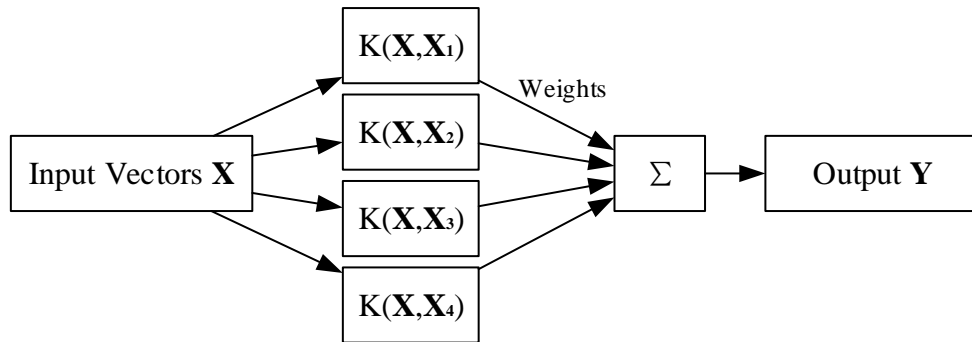 K(X,X₁)
Weights
K(X,X₂)
Input Vectors X
Σ
Output Y
K(X,X₃)
K(X,X₄)